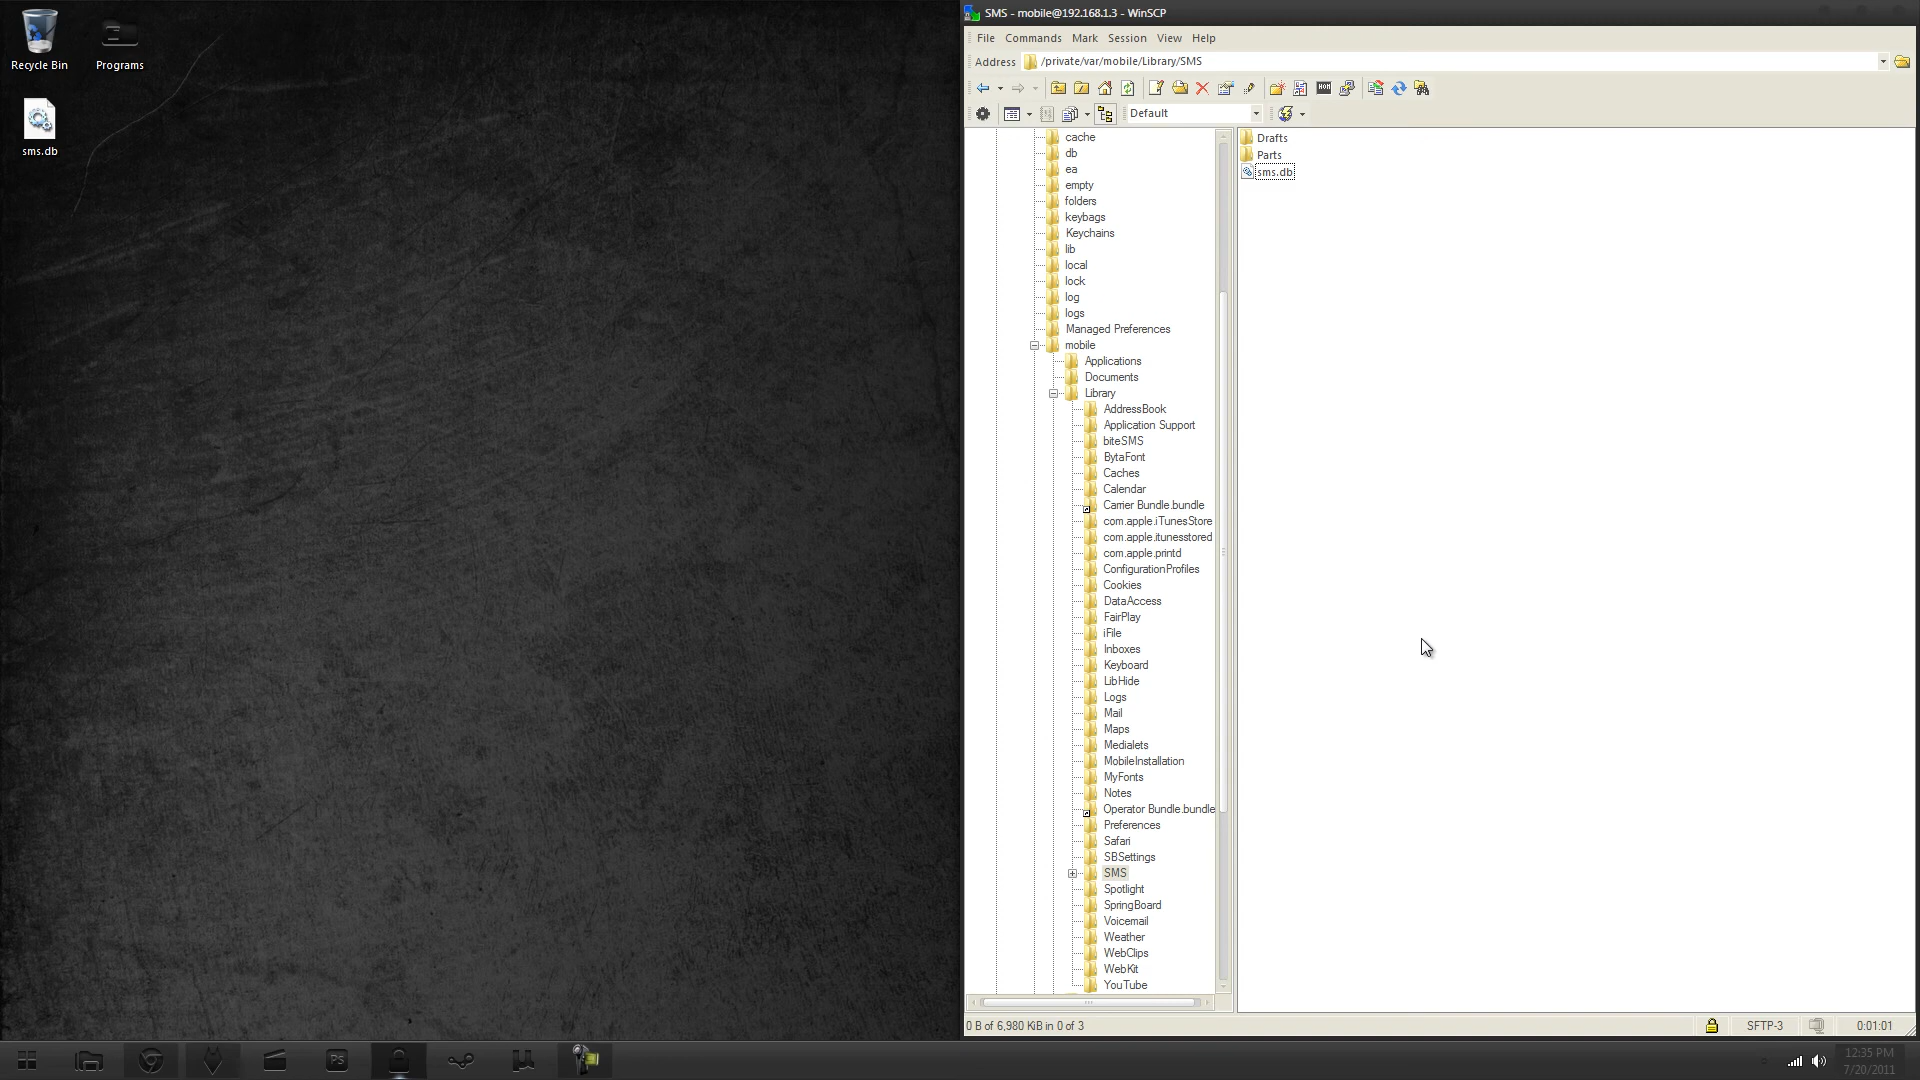 Recycle Bin
Programs
sms.db
SMS - mobile@192.168.1.3 - WinSCP
File Commands Mark Session View Help
Address /private/var/mobile/Library/SMS
Default
cache
db
ea
empty
folders
keybags
Keychains
lib
local
lock
log
logs
Managed Preferences
mobile
Applications
Documents
Library
AddressBook
Application Support
biteSMS
BytaFont
Caches
Calendar
Carrier Bundle.bundle
com.apple.iTunesStore
com.apple.itunesstored
com.apple.printd
ConfigurationProfiles
Cookies
DataAccess
FairPlay
iFile
Inboxes
Keyboard
LibHide
Logs
Mail
Maps
Medialets
MobileInstallation
MyFonts
Notes
Operator Bundle.bundle
Preferences
Safari
SBSettings
SMS
Spotlight
SpringBoard
Voicemail
Weather
WebClips
WebKit
YouTube
Drafts
Parts
sms.db
0 B of 6,980 KiB in 0 of 3
SFTP-3
0:01:01
Ps
12:35 PM
7/20/2011